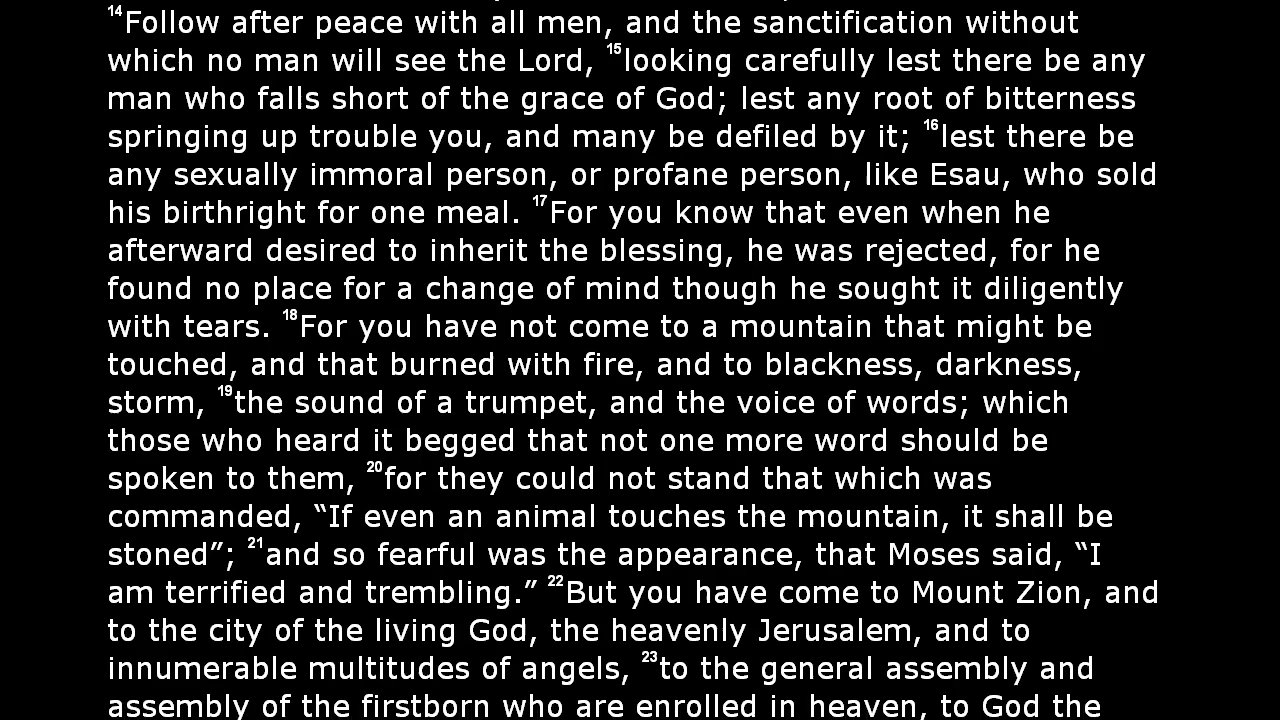 14Follow after peace with all men, and the sanctification without
which no man will see the Lord, 15looking carefully lest there be any
man who falls short of the grace of God; lest any root of bitterness
springing up trouble you, and many be defiled by it; 16lest there be
any sexually immoral person, or profane person, like Esau, who sold
his birthright for one meal. 17For you know that even when he
afterward desired to inherit the blessing, he was rejected, for he
found no place for a change of mind though he sought it diligently
with tears. 18For you have not come to a mountain that might be
touched, and that burned with fire, and to blackness, darkness,
storm, 19the sound of a trumpet, and the voice of words; which
those who heard it begged that not one more word should be
spoken to them, 20for they could not stand that which was
commanded, “If even an animal touches the mountain, it shall be
stoned”; 21and so fearful was the appearance, that Moses said, “I
am terrified and trembling.” 22But you have come to Mount Zion, and
to the city of the living God, the heavenly Jerusalem, and to
innumerable multitudes of angels, 23to the general assembly and
assembly of the firstborn who are enrolled in heaven, to God the